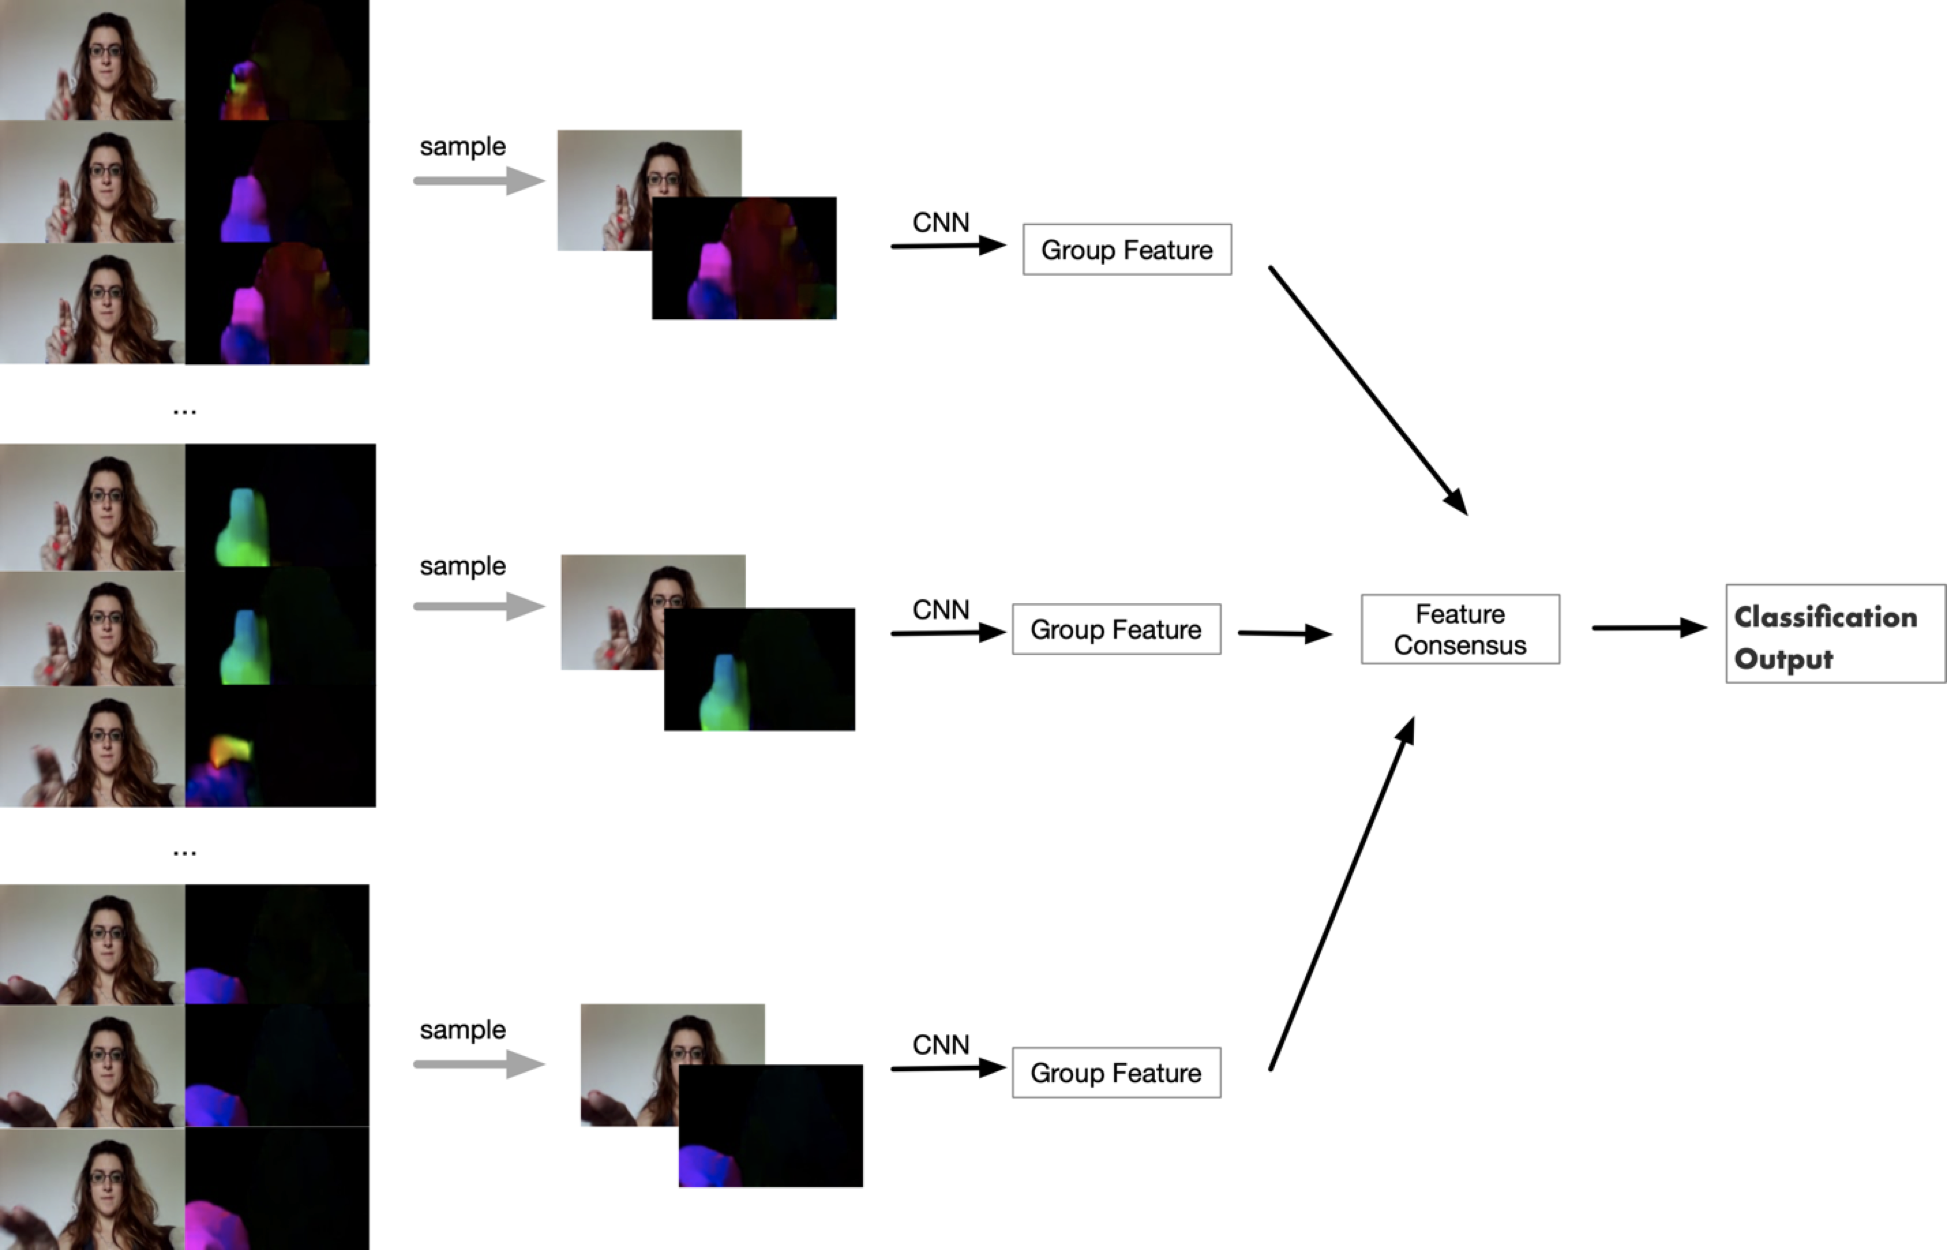 sample
CNN
Group Feature
...
sample
CNN
Group Feature
Feature
Consensus
Classification
Output
...
sample
CNN
Group Feature